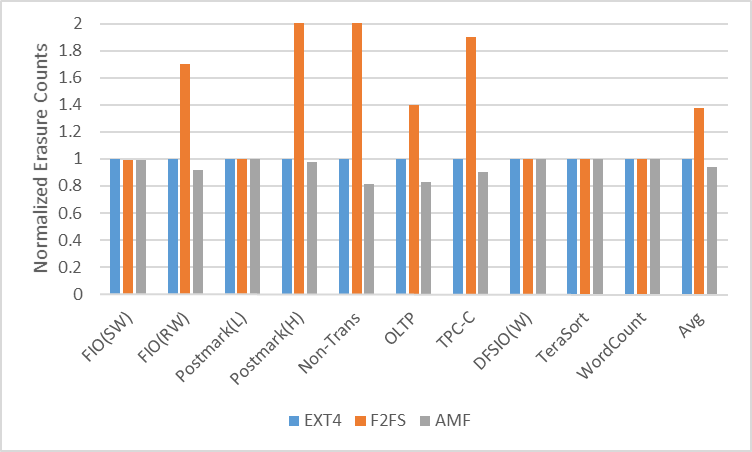 Normalized Erasure Counts
2
1.8
1.6
1.4
1.2
1
0.8
0.6
0.4
0.2
0
FIO(SW)
FIO(RW)
Postmark(L)
Postmark(H)
Non-Trans
OLTP
TPC-C
DFSIO(W)
TeraSort
WordCount
Avg
EXT4 F2FS AMF